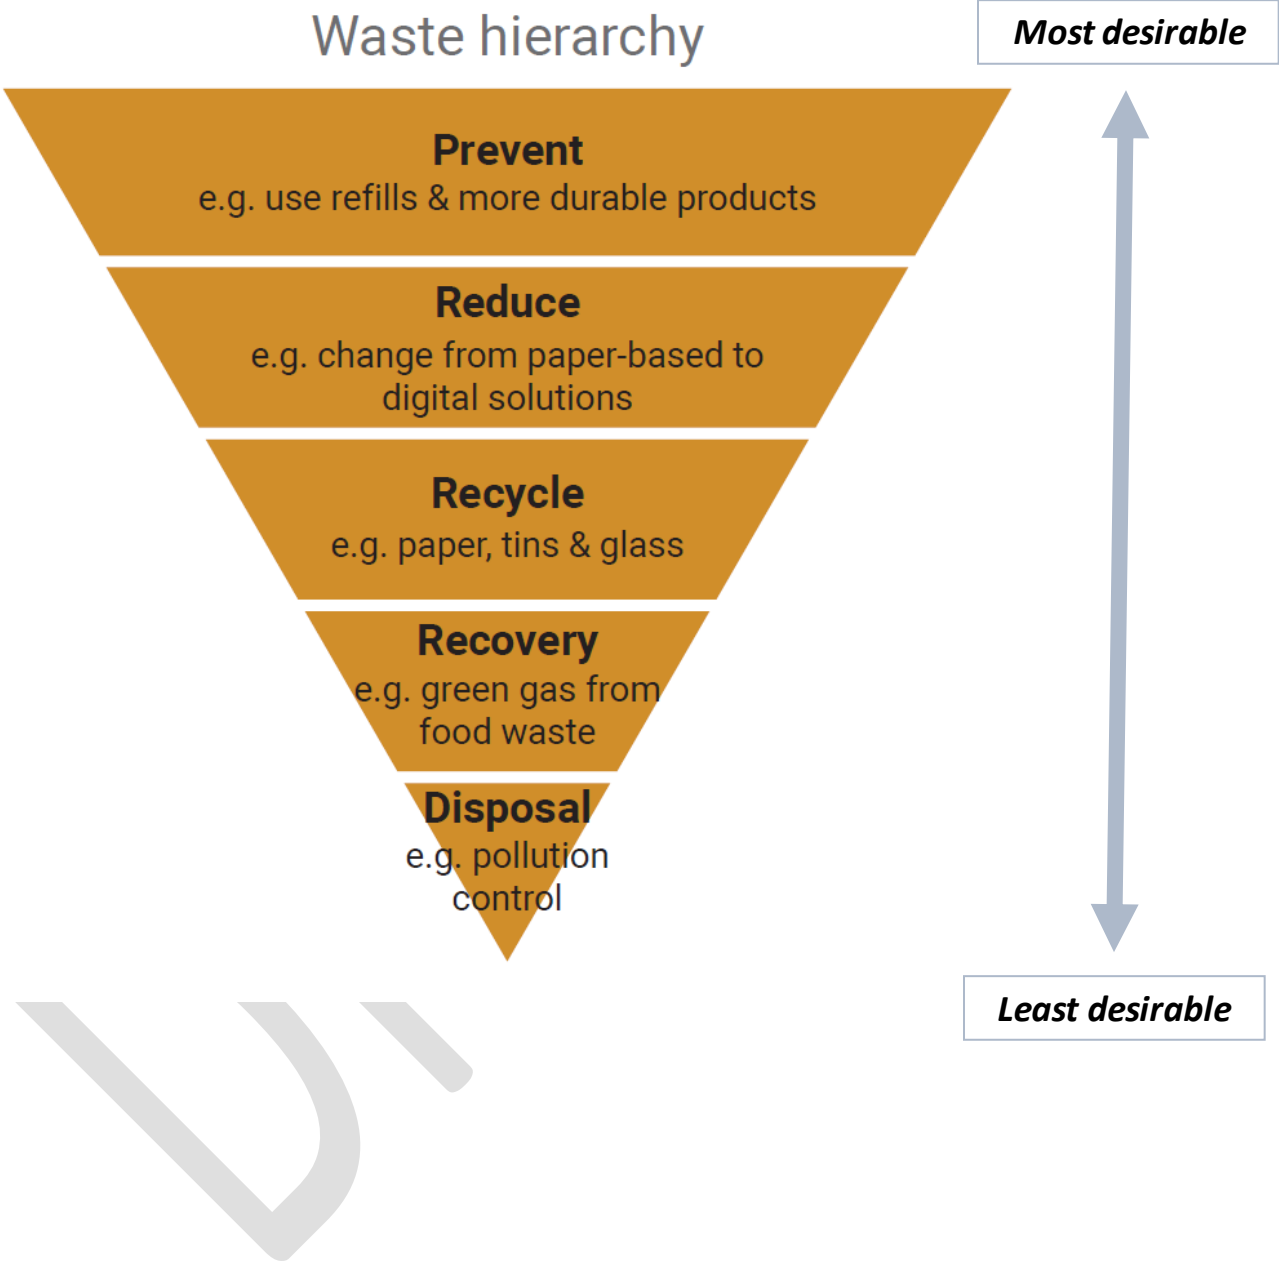 Waste hierarchy
Most desirable
Prevent
e.g. use refills & more durable products
Reduce
e.g. change from paper-based to
digital solutions
Recycle
e.g. paper, tins & glass
Recovery
e.g. green gas from
food waste
Disposal
e.g. pollution
control
Least desirable